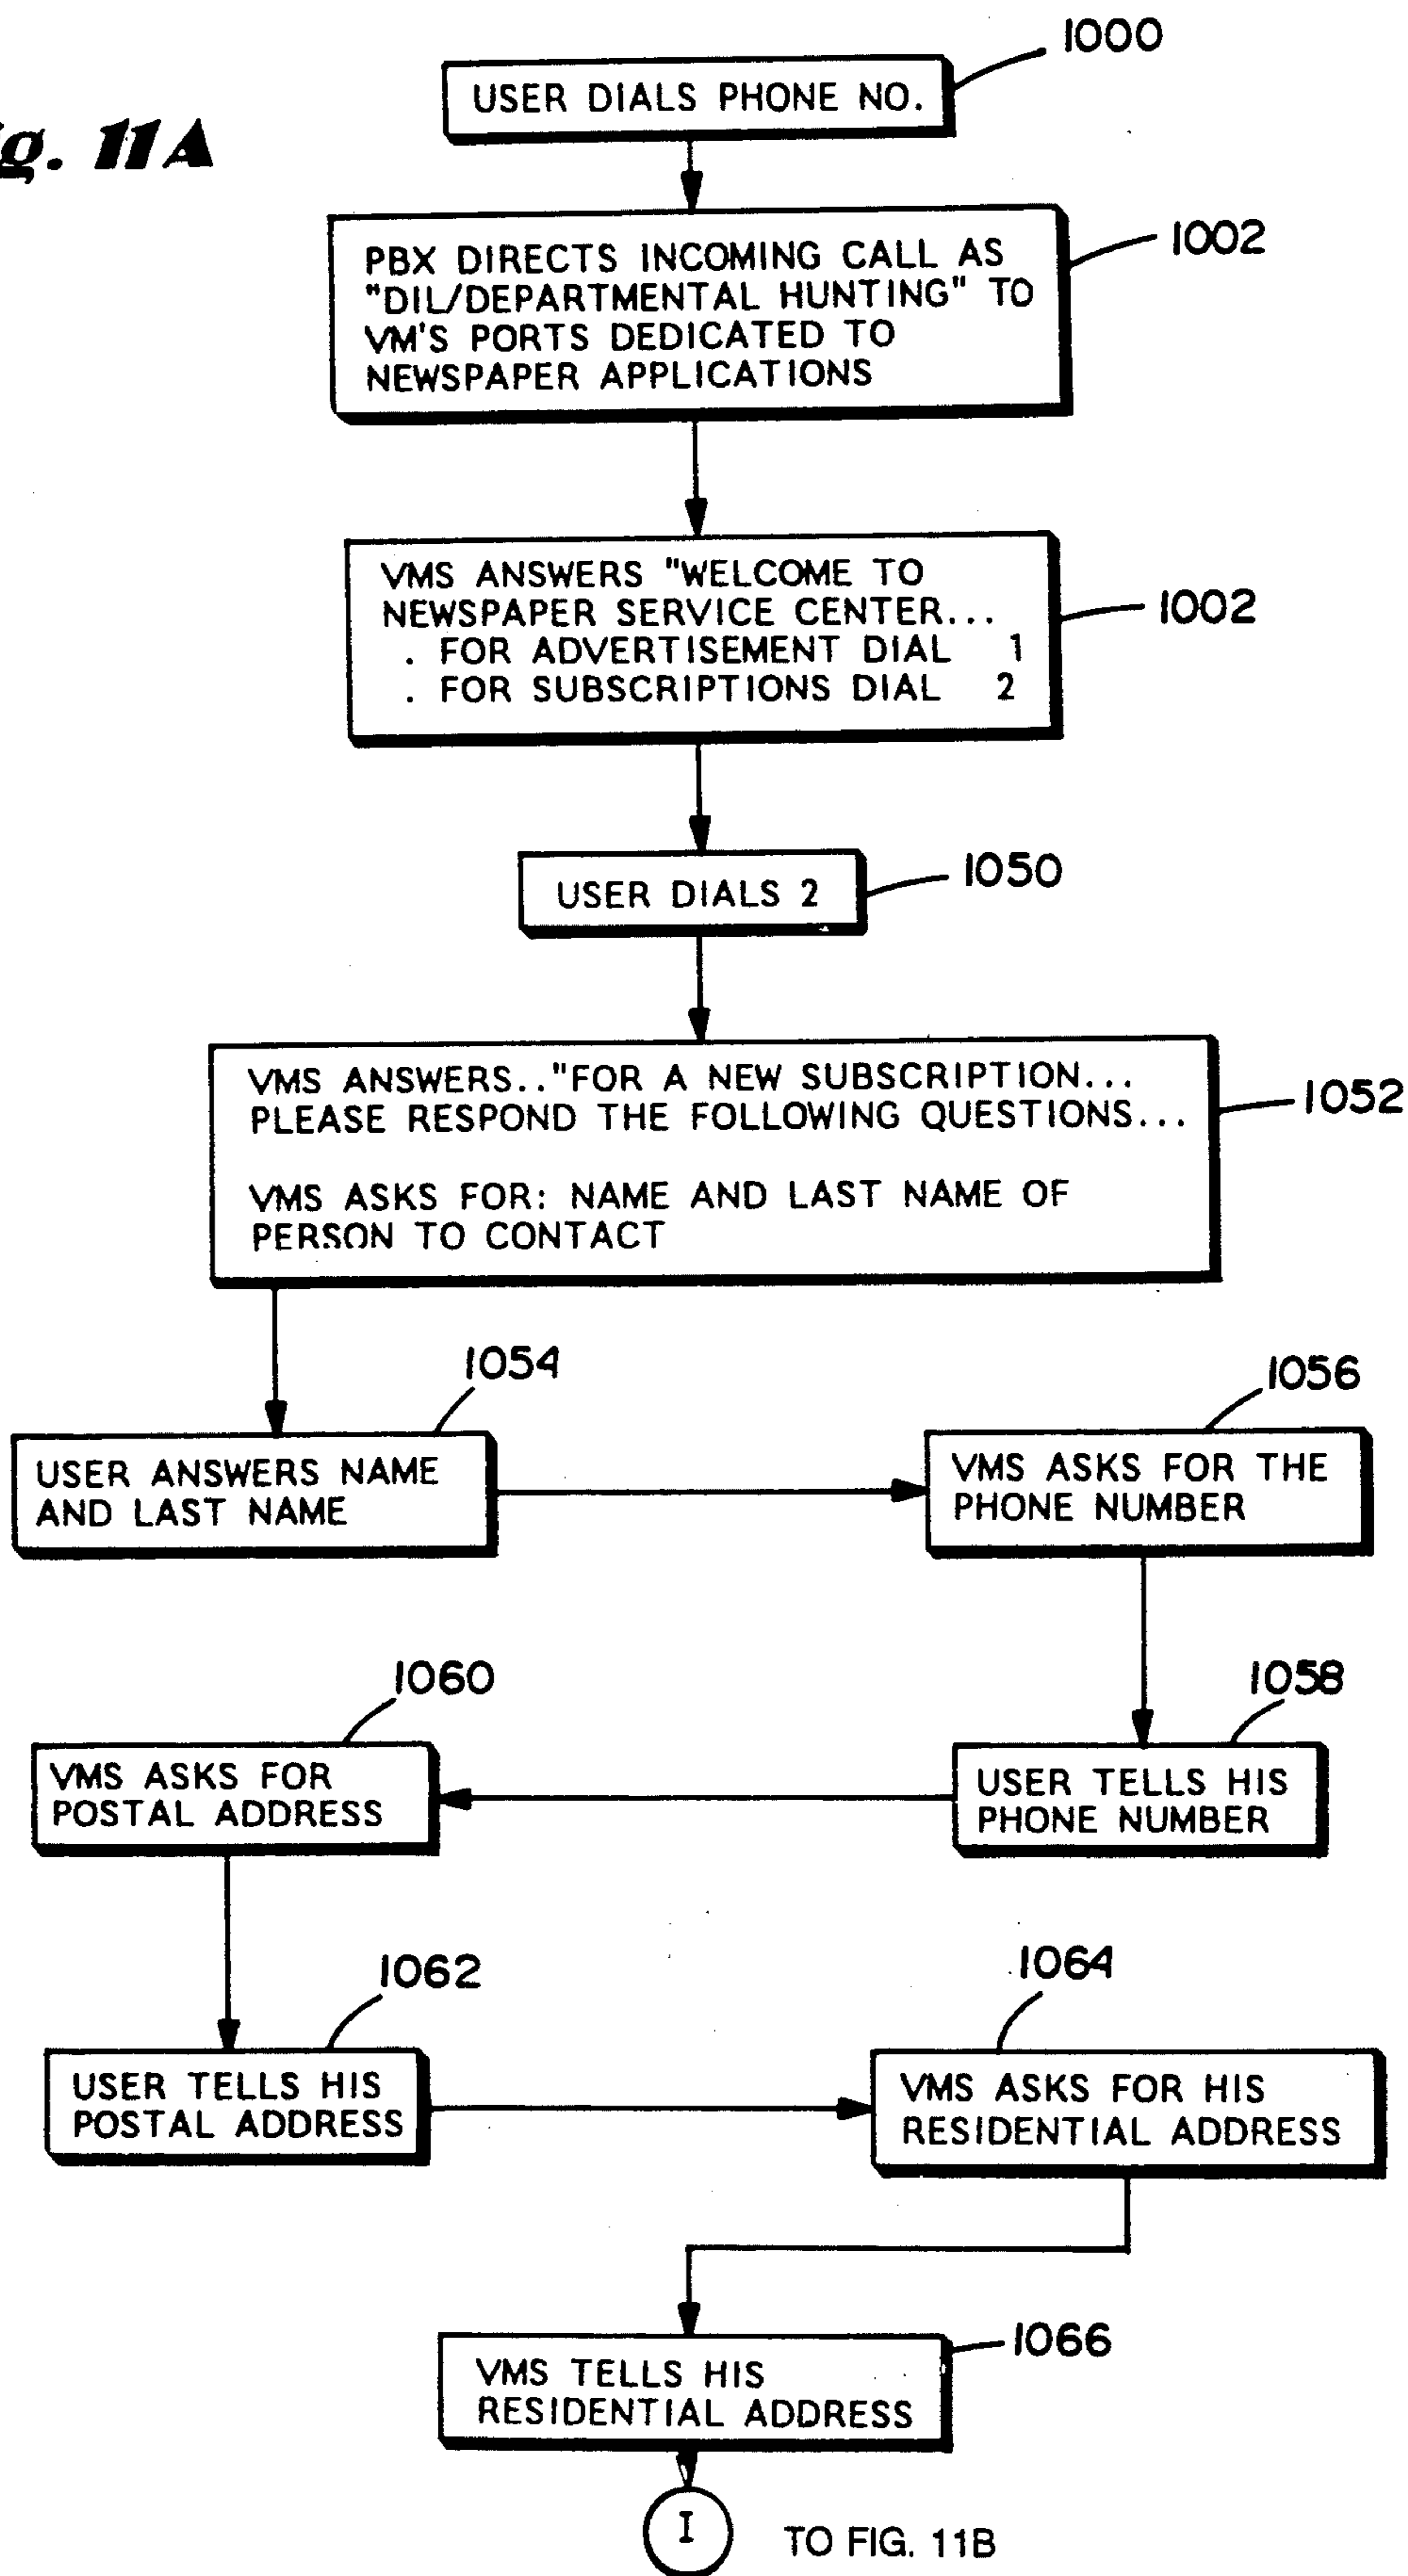 g. 11A
1000
USER DIALS PHONE NO.
1002
PBX DIRECTS INCOMING CALL AS
"DIL/DEPARTMENTAL HUNTING" TO
VM'S PORTS DEDICATED TO
NEWSPAPER APPLICATIONS
1002
VMS ANSWERS "WELCOME TO
NEWSPAPER SERVICE CENTER...
. FOR ADVERTISEMENT DIAL 1
. FOR SUBSCRIPTIONS DIAL 2
1050
USER DIALS 2
1052
VMS ANSWERS.."FOR A NEW SUBSCRIPTION...
PLEASE RESPOND THE FOLLOWING QUESTIONS...
VMS ASKS FOR: NAME AND LAST NAME OF
PERSON TO CONTACT
1054
USER ANSWERS NAME
AND LAST NAME
1056
VMS ASKS FOR THE
PHONE NUMBER
1058
USER TELLS HIS
PHONE NUMBER
1060
VMS ASKS FOR
POSTAL ADDRESS
1062
USER TELLS HIS
POSTAL ADDRESS
1064
VMS ASKS FOR HIS
RESIDENTIAL ADDRESS
1066
VMS TELLS HIS
RESIDENTIAL ADDRESS
I
TO FIG. 11B